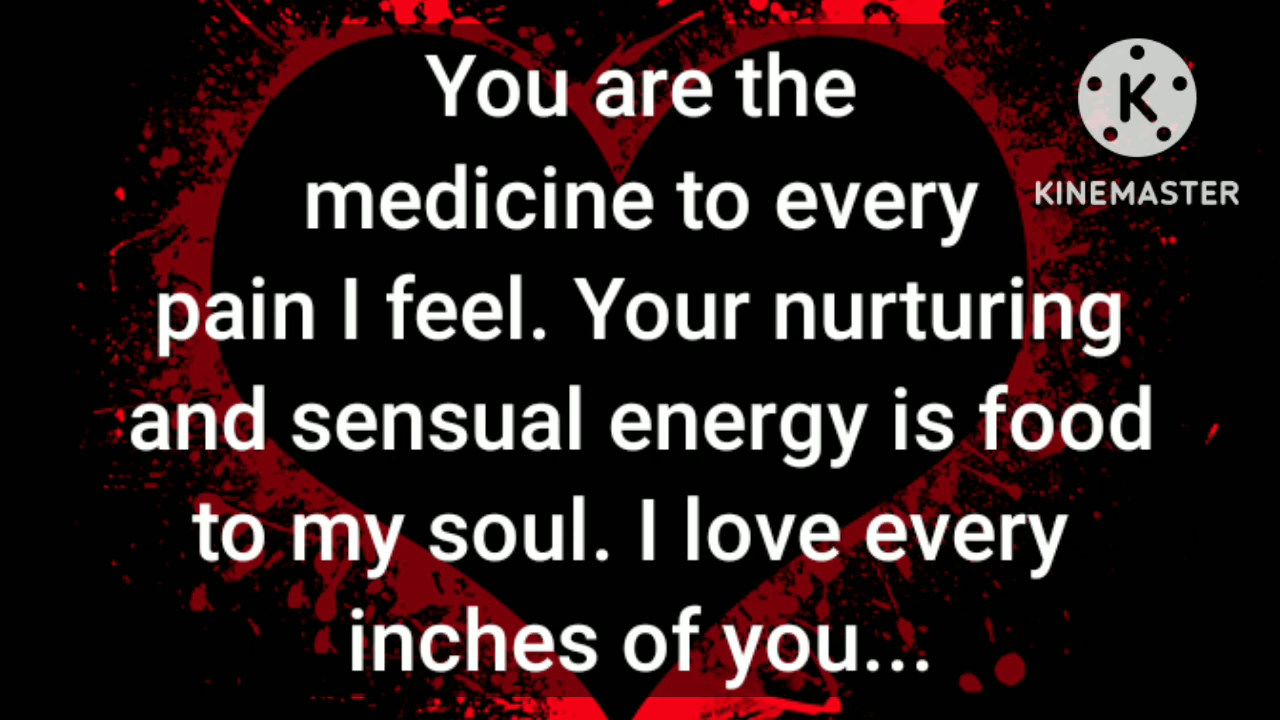 You are the
medicine to every
pain I feel. Your nurturing
and sensual energy is food
to my soul. I love every
inches of you...
K
KINEMASTER